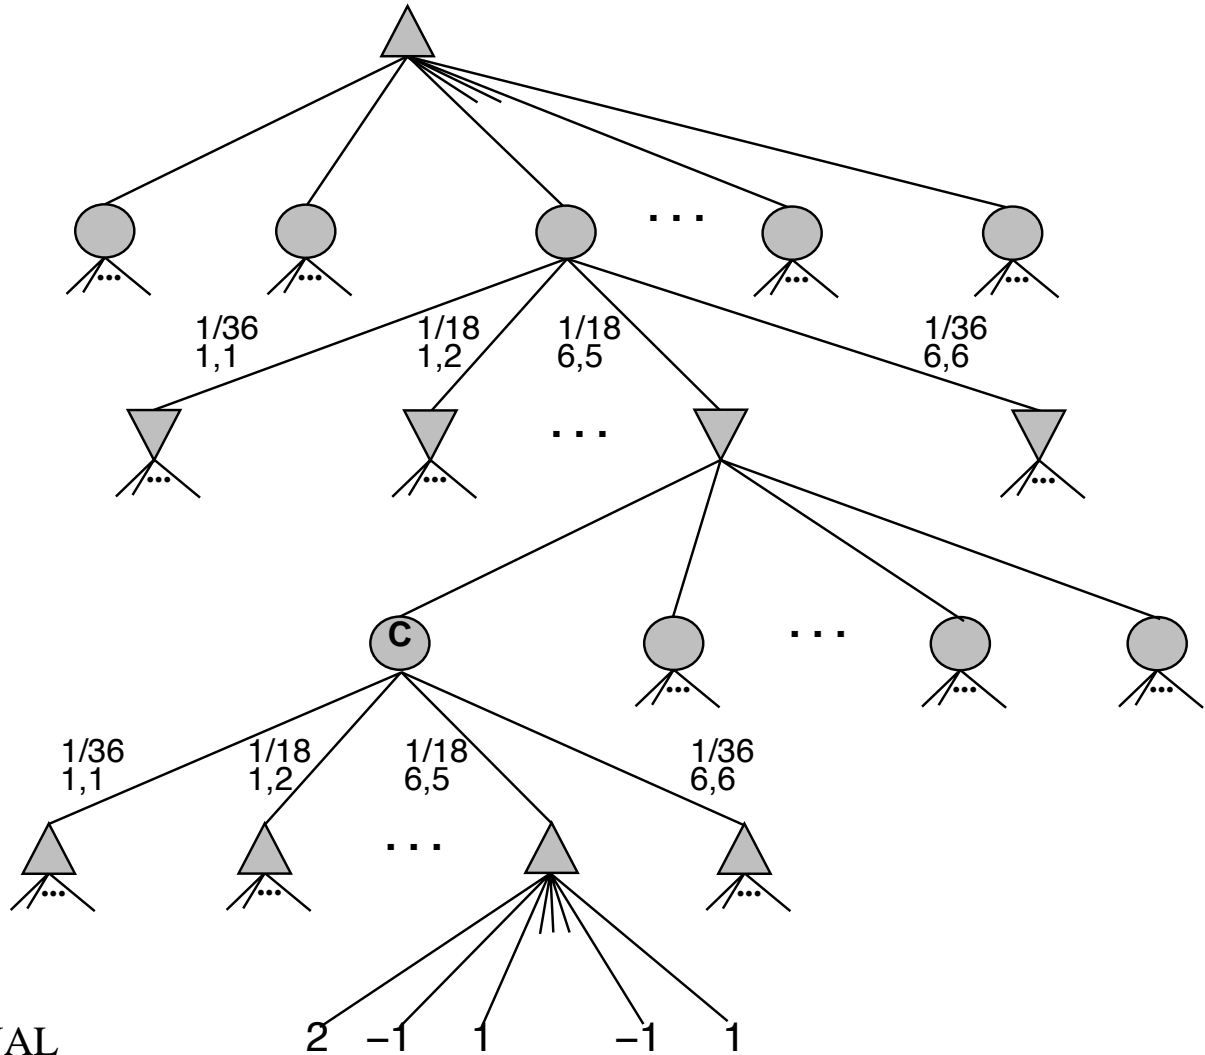 . . .
... ... ... ...
1/36 1/18 1/18 1/36
1,1 1,2 6,5 6,6
. . .
... ... ... ...
C
. . .
... ... ...
1/36 1/18 1/18 1/36
1,1 1,2 6,5 6,6
. . .
... ... ...
2 –1 1 –1 1